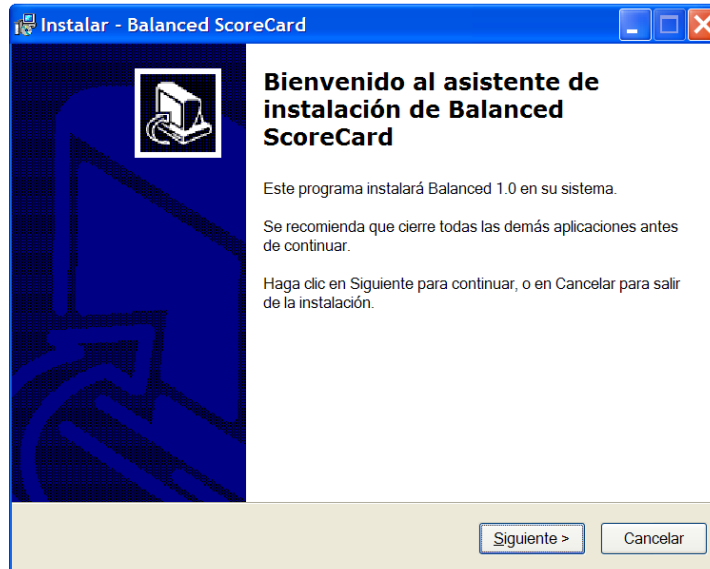 Instalar - Balanced ScoreCard
Bienvenido al asistente de
instalación de Balanced
ScoreCard
Este programa instalará Balanced 1.0 en su sistema.
Se recomienda que cierre todas las demás aplicaciones antes
de continuar.
Haga clic en Siguiente para continuar, o en Cancelar para salir
de la instalación.
Siguiente >
Cancelar